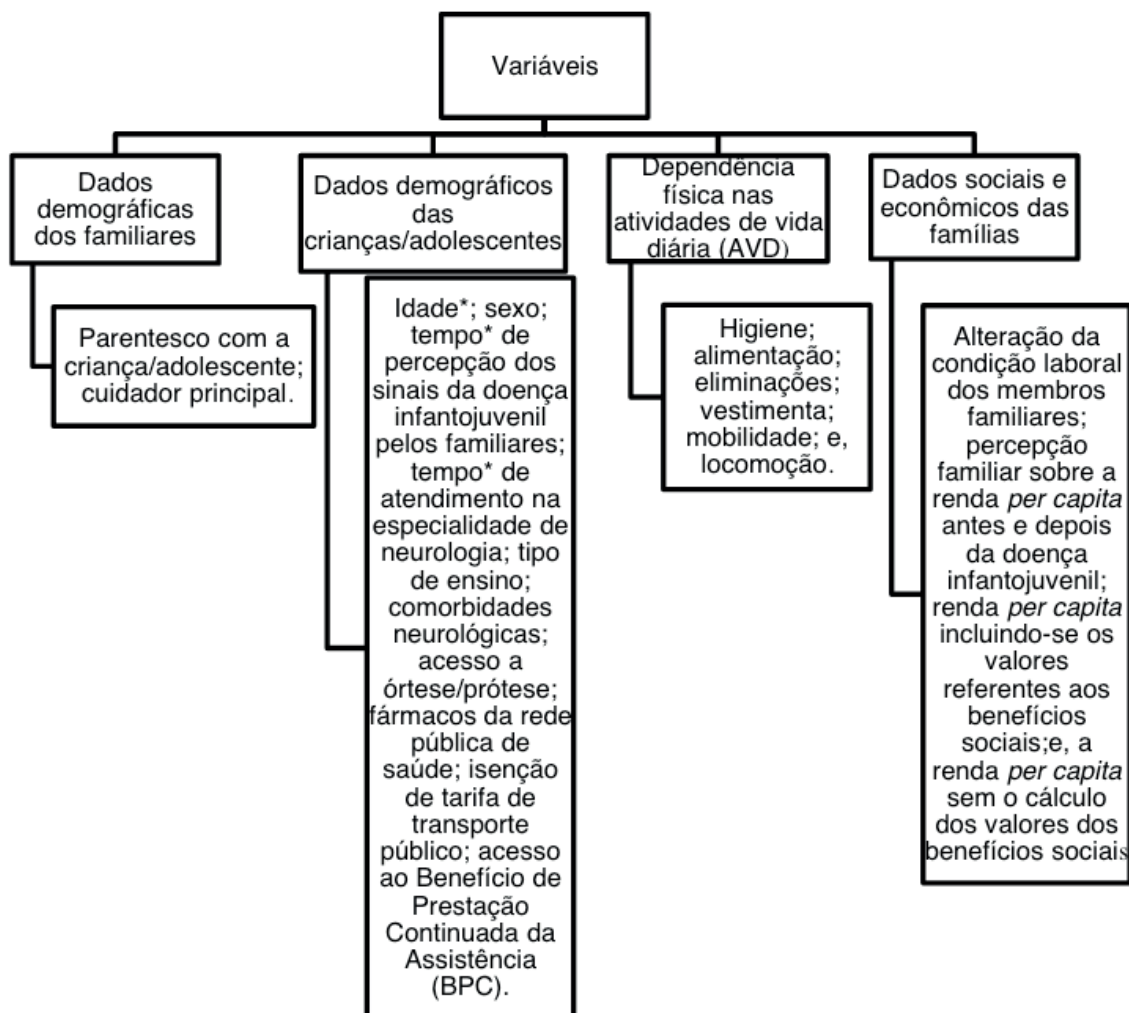 Variáveis
Dados
demográficas
dos familiares
Parentesco com a
criança/adolescente;
cuidador principal.
Dados demográficos
das
crianças/adolescentes
Idade*; sexo;
tempo* de
percepção dos
sinais da doença
infantojuvenil
pelos familiares;
tempo* de
atendimento na
especialidade de
neurologia; tipo
de ensino;
comorbidades
neurológicas;
acesso a
órtese/prótese;
fármacos da rede
pública de
saúde; isenção
de tarifa de
transporte
público; acesso
ao Benefício de
Prestação
Continuada da
Assistência
(BPC).
Dependência
física nas
atividades de vida
diária (AVD)
Higiene;
alimentação;
eliminações;
vestimenta;
mobilidade; e,
locomoção.
Dados sociais e
econômicos das
famílias
Alteração da
condição laboral
dos membros
familiares;
percepção
familiar sobre a
renda per capita
antes e depois
da doença
infantojuvenil;
renda per capita
incluindo-se os
valores
referentes aos
benefícios
sociais;e, a
renda per capita
sem o cálculo
dos valores dos
benefícios sociais